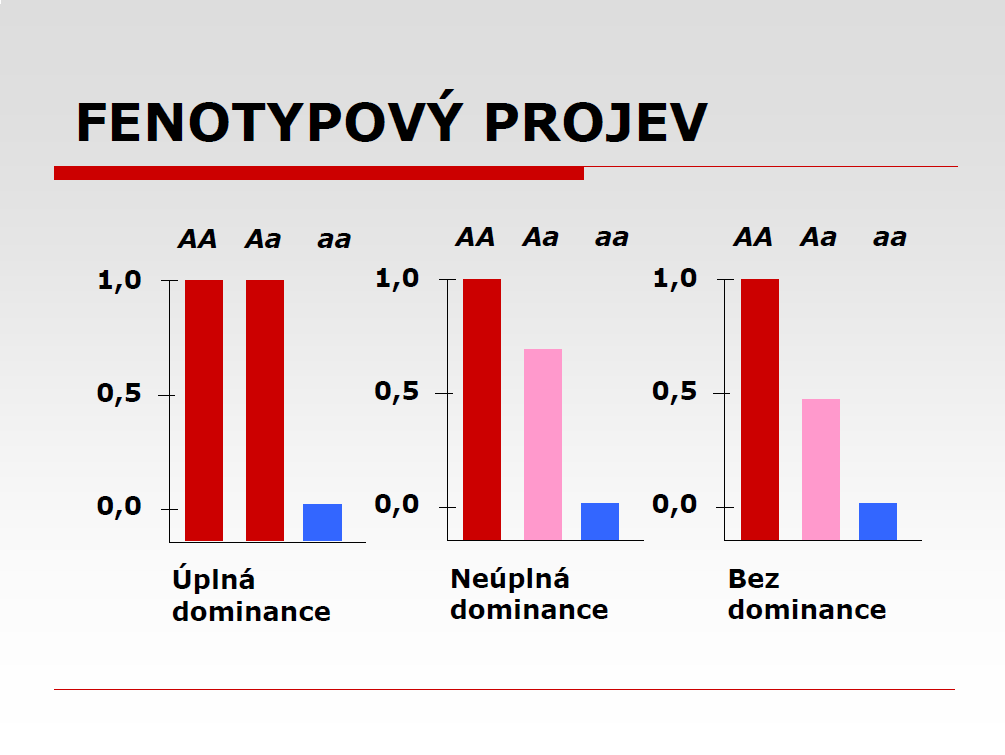 FENOTYPOVÝ PROJEV
AA Aa aa
1,0
0,5
0,0
Úplná
dominance
AA Aa aa
1,0
0,5
0,0
Neúplná
dominance
AA Aa aa
1,0
0,5
0,0
Bez
dominance